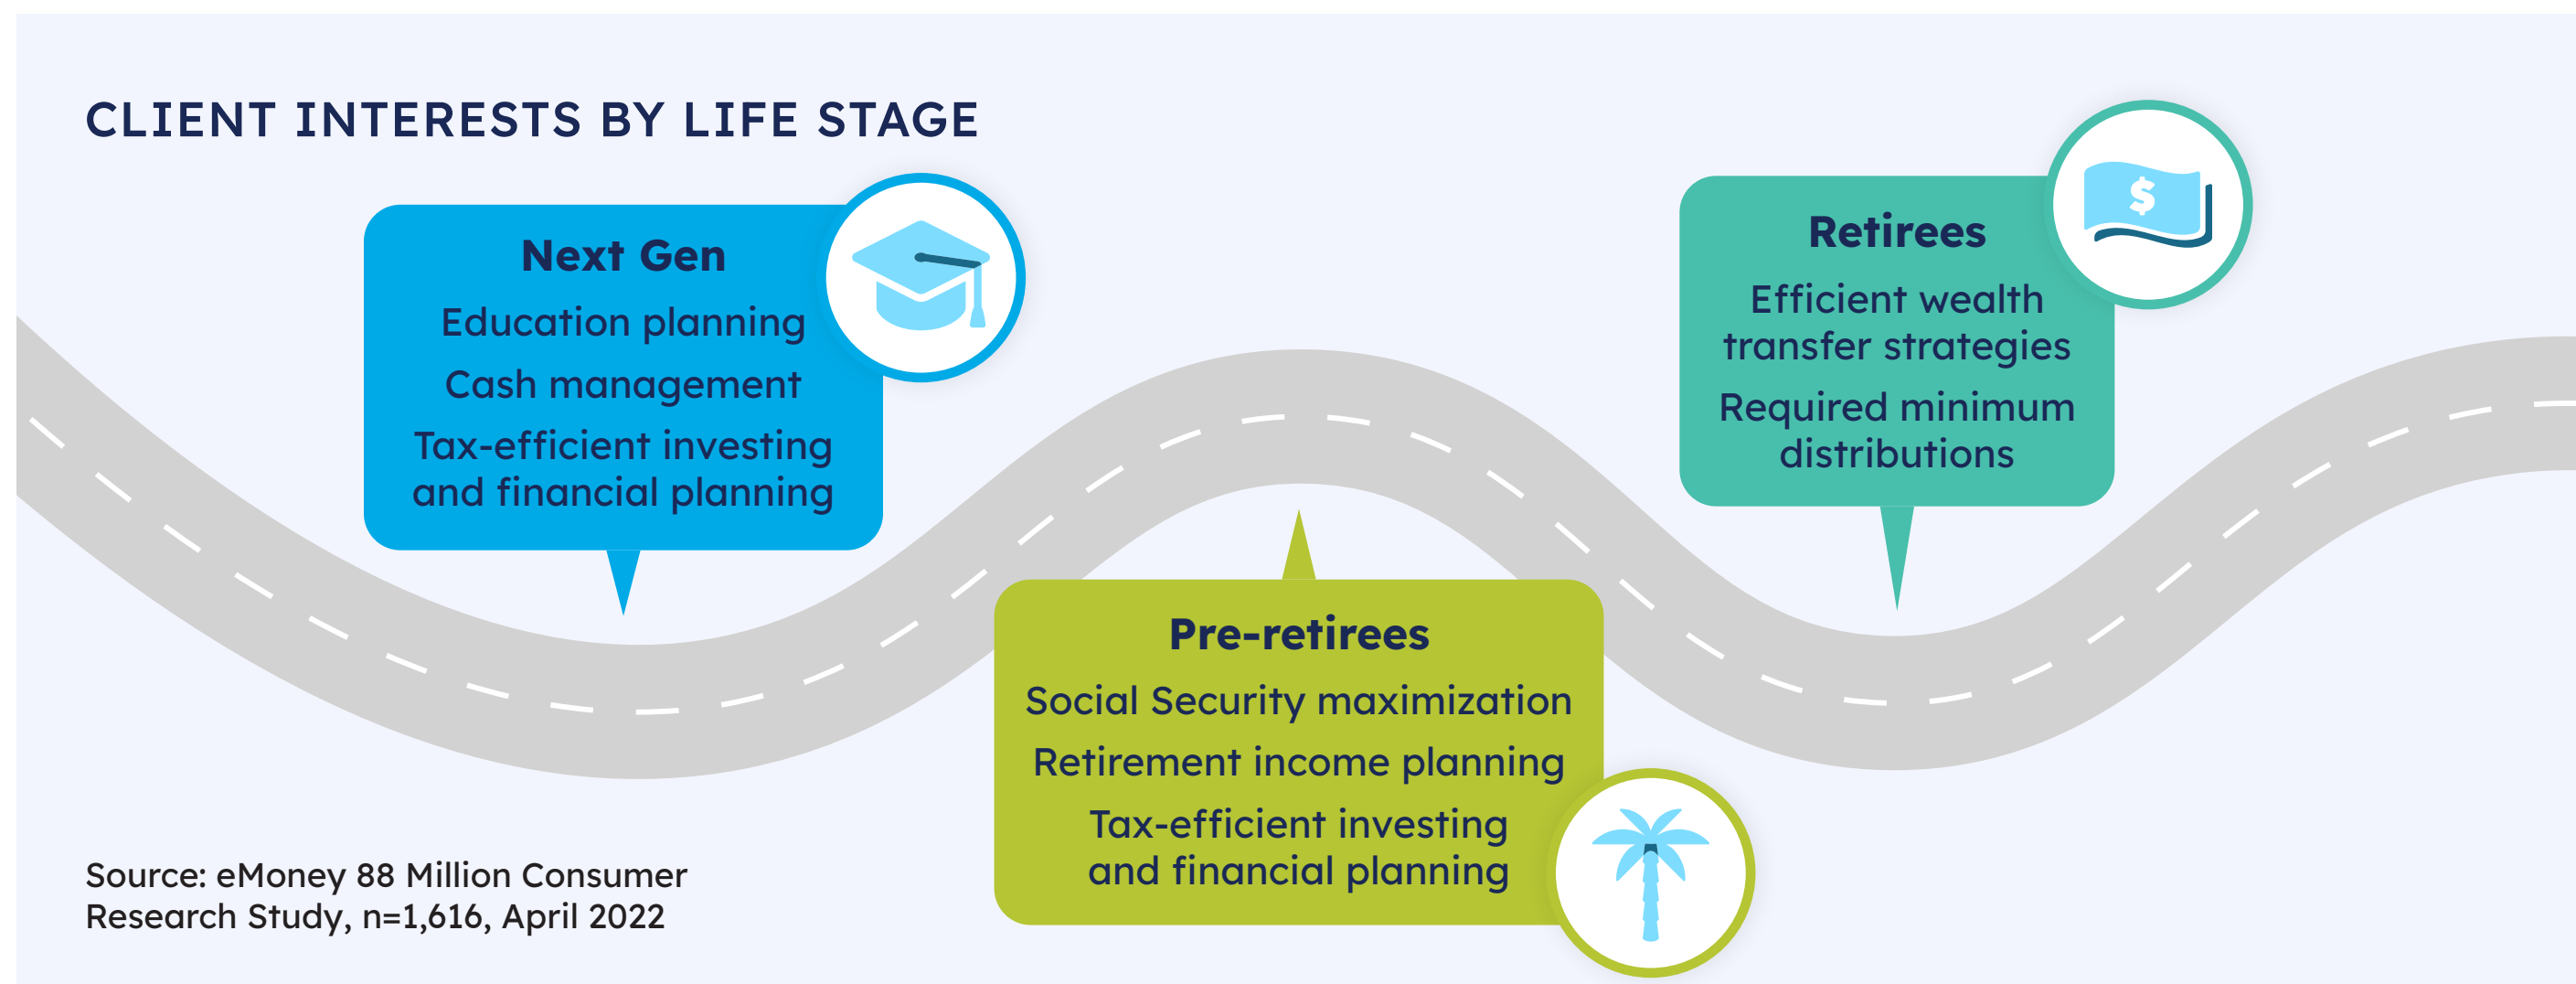 CLIENT INTERESTS BY LIFE STAGE
Next Gen
Education planning
Cash management
Tax-efficient investing
and financial planning
Pre-retirees
Social Security maximization
Retirement income planning
Tax-efficient investing
and financial planning
Retirees
Efficient wealth
transfer strategies
Required minimum
distributions
$
Source: eMoney 88 Million Consumer
Research Study, n=1,616, April 2022